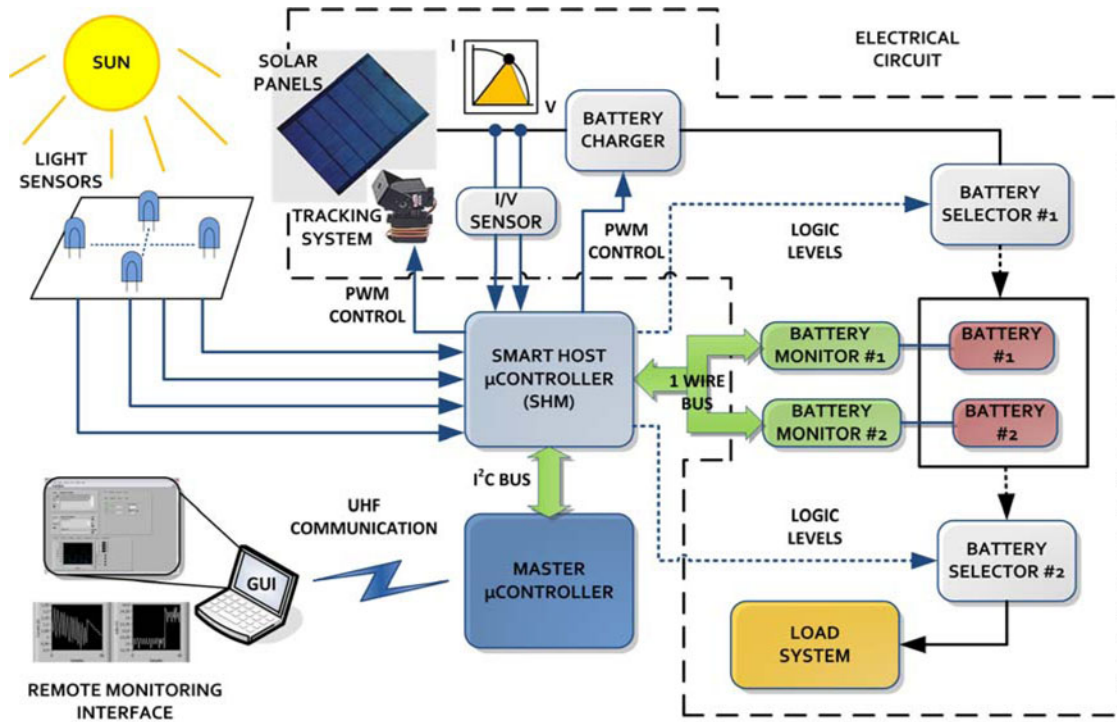 SUN
SOLAR
PANELS
I
V
ELECTRICAL
CIRCUIT
BATTERY
CHARGER
LIGHT
SENSORS
I/V
SENSOR
TRACKING
SYSTEM
PWM
CONTROL
BATTERY
SELECTOR #1
LOGIC
LEVELS
PWM
CONTROL
SMART HOST
µCONTROLLER
(SHM)
1 WIRE
BUS
BATTERY
MONITOR #1
BATTERY
#1
BATTERY
MONITOR #2
BATTERY
#2
I²C BUS
UHF
COMMUNICATION
LOGIC
LEVELS
BATTERY
SELECTOR #2
GUI
MASTER
µCONTROLLER
LOAD
SYSTEM
REMOTE MONITORING
INTERFACE